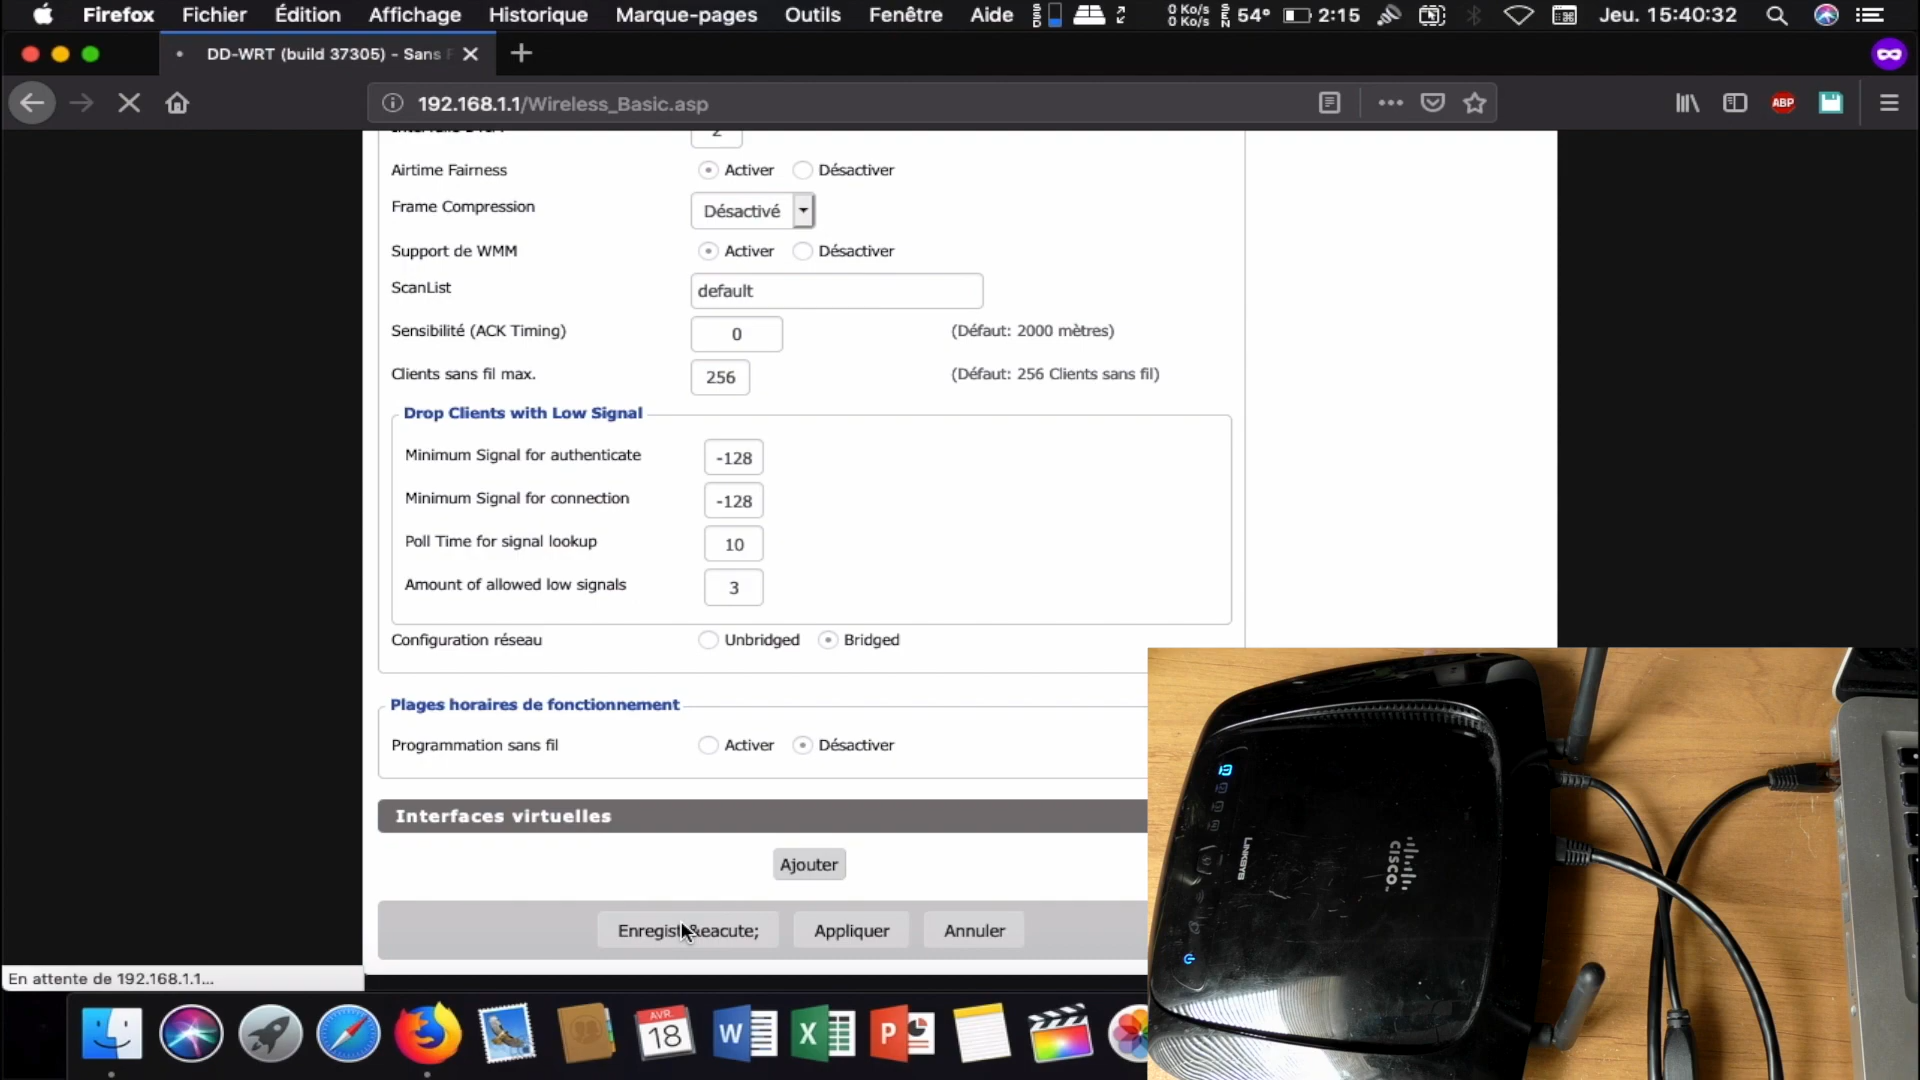 Firefox Fichier Édition Affichage Historique Marque-pages Outils Fenêtre Aide 0 Ko/s 0 Ko/s 54° 2:15 Jeu. 15:40:32
DD-WRT (build 37305) - Sans
192.168.1.1/Wireless_Basic.asp
ABP
2
Airtime Fairness Activer Désactiver
Frame Compression Désactivé
Support de WMM Activer Désactiver
ScanList default
Sensibilité (ACK Timing) 0 (Défaut: 2000 mètres)
Clients sans fil max. 256 (Défaut: 256 Clients sans fil)
Drop Clients with Low Signal
Minimum Signal for authenticate -128
Minimum Signal for connection -128
Poll Time for signal lookup 10
Amount of allowed low signals 3
Configuration réseau Unbridged Bridged
Plages horaires de fonctionnement
Programmation sans fil Activer Désactiver
Interfaces virtuelles
Ajouter
Enregist &eacute; Appliquer Annuler
En attente de 192.168.1.1...
AVR.
18
W X P
LINKSYS
CISCO